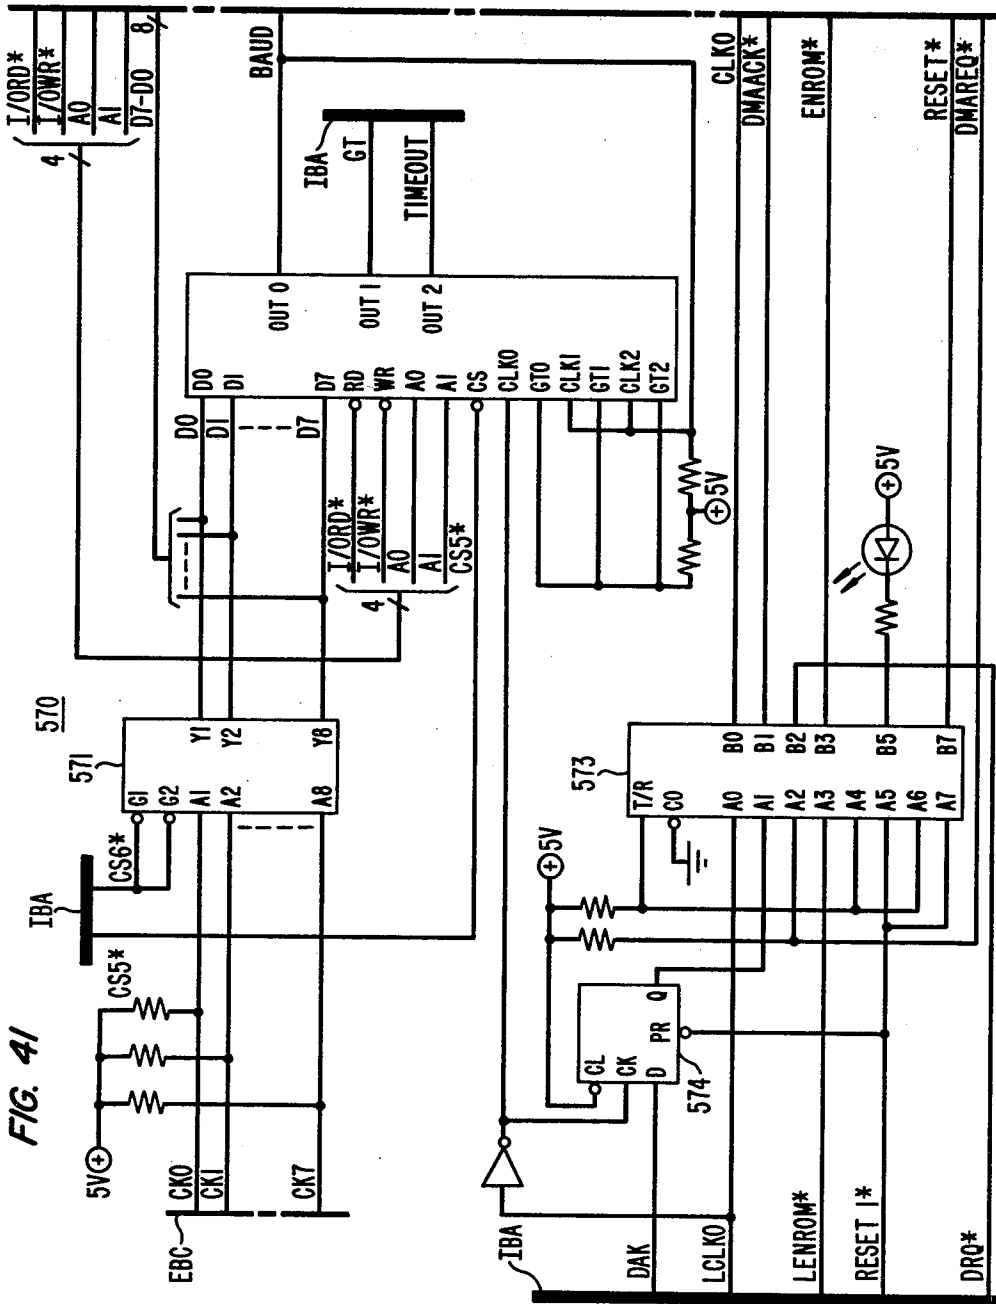 FIG. 41
570
5V
CS5*
IBA
CS6*
571
G1
G2
A1
A2
A8
Y1
Y2
Y8
EBC
CK0
CK1
CK7
I/ORD*
I/OWR*
A0
A1
D7-D0
8
4
D0
D1
D7
I/ORD*
I/OWR*
A0
A1
CS5*
4
D0
D1
D7
RD
WR
A0
A1
CS
CLK0
GT0
CLK1
GT1
CLK2
GT2
OUT 0
OUT 1
OUT 2
BAUD
IBA
GT
TIMEOUT
5V
IBA
DAK
LCLK0
LENROM*
RESET 1*
DRQ*
CL
CK
D
PR
Q
574
5V
573
T/R
C0
A0
A1
A2
A3
A4
A5
A6
A7
B0
B1
B2
B3
B5
B7
5V
CLK0
DMAACK*
ENROM*
RESET*
DMAREQ*